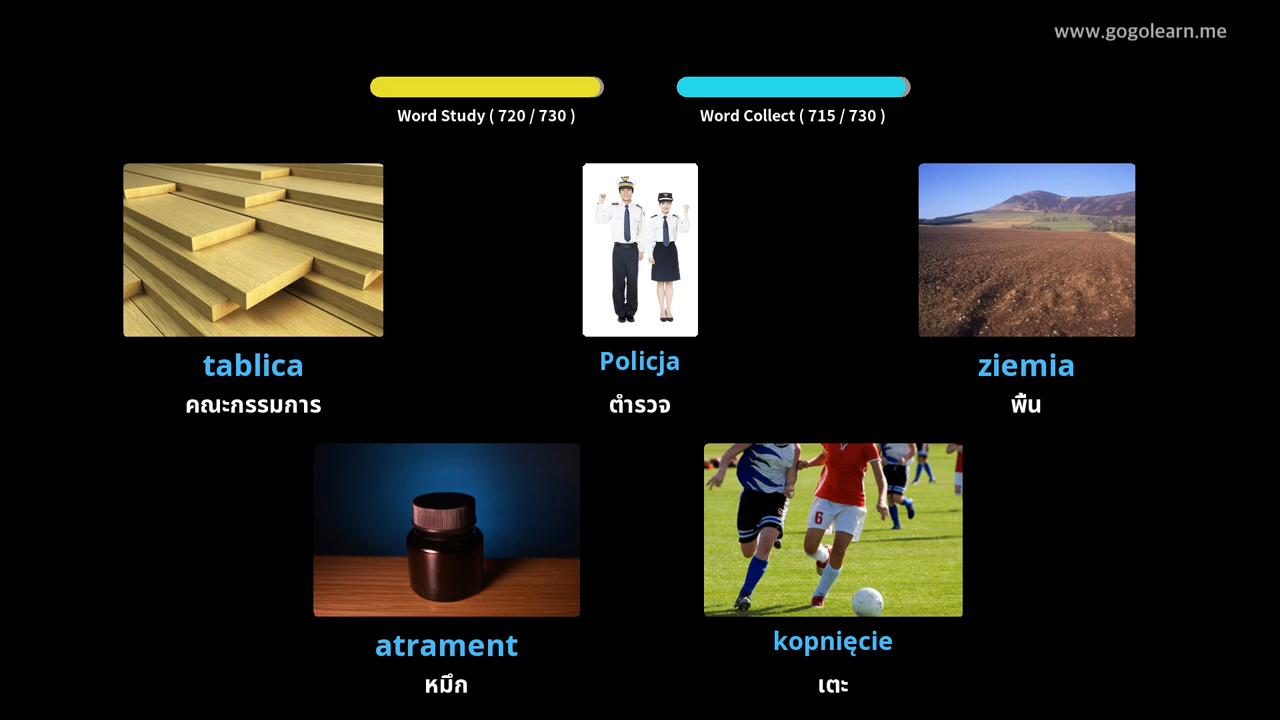 www.gogolearn.me
Word Study ( 720 / 730 )
Word Collect ( 715 / 730 )
tablica
คณะกรรมการ
Policja
ตำรวจ
ziemia
พื้น
atrament
หมึก
kopnięcie
เตะ
6